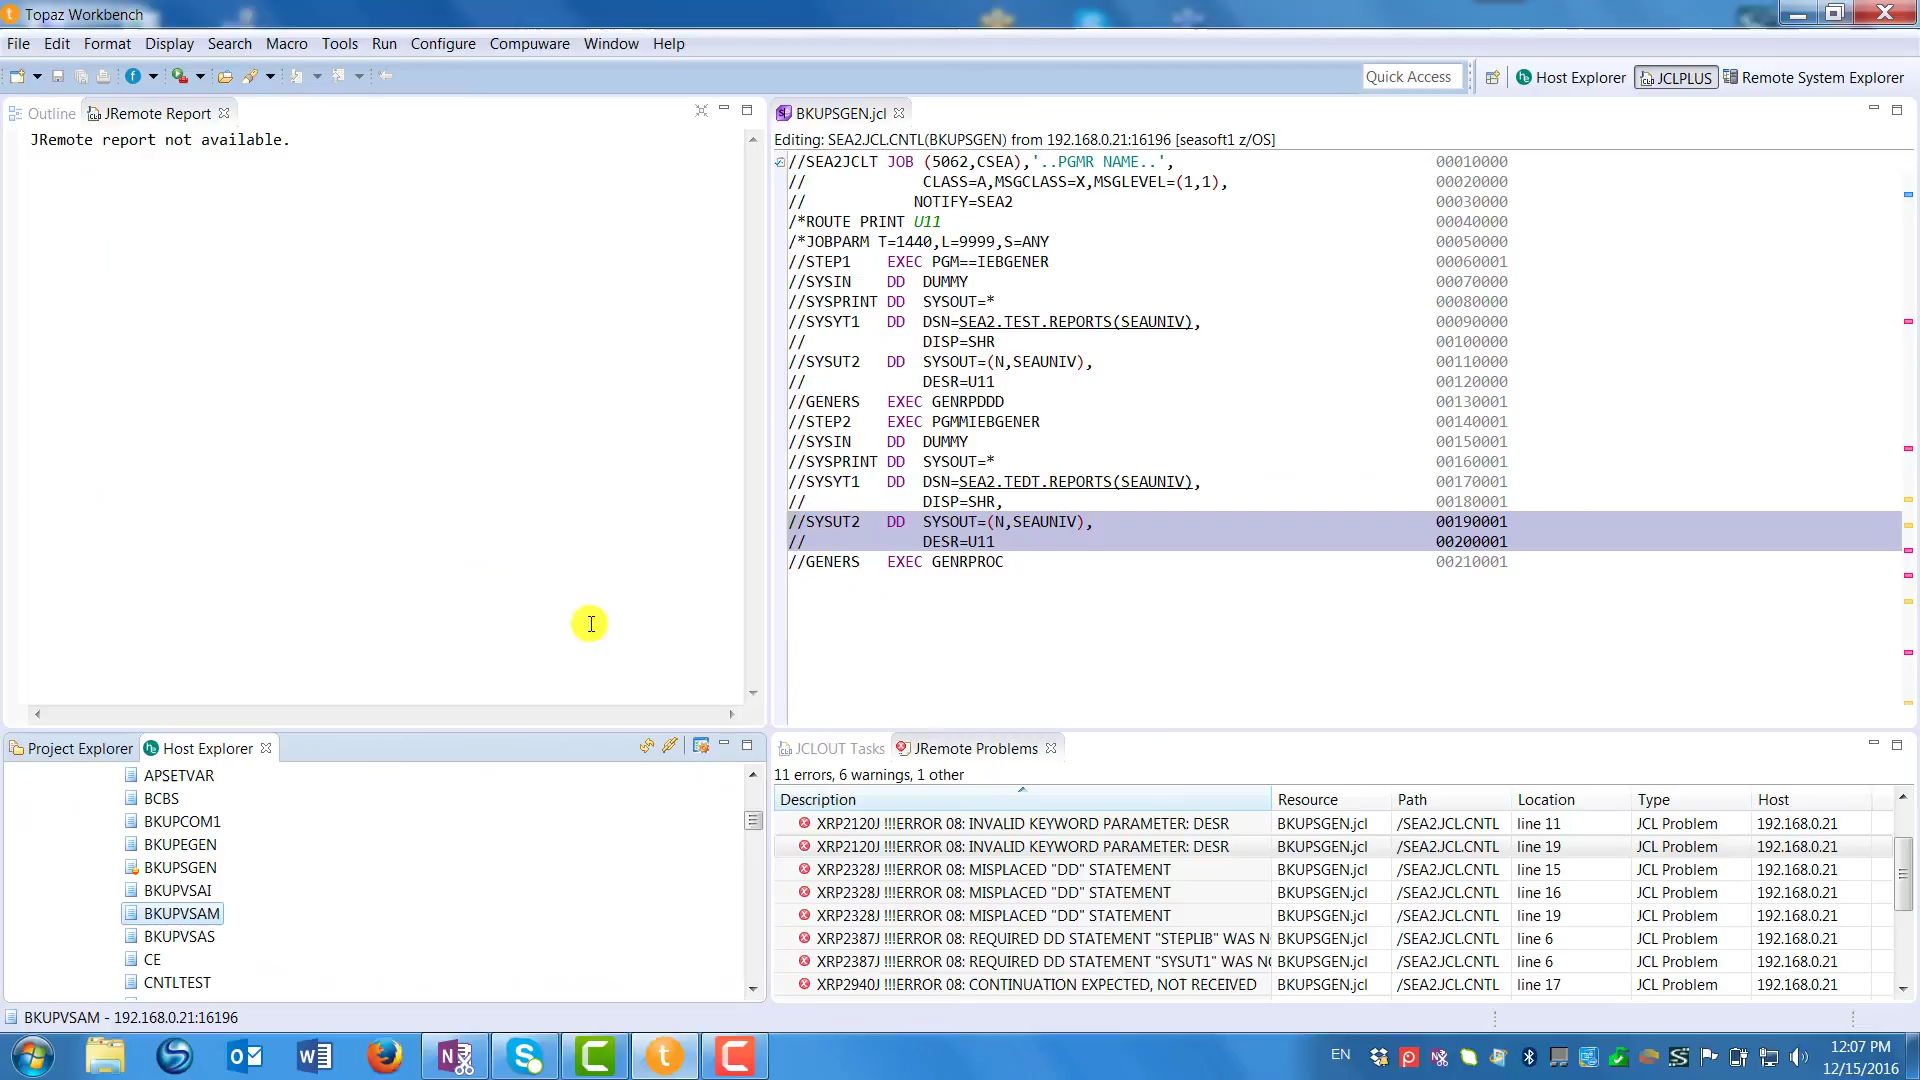 Topaz Workbench
File Edit Format Display Search Macro Tools Run Configure Compuware Window Help
Quick Access Host Explorer JCLPLUS Remote System Explorer
Outline JRemote Report
JRemote report not available.
BKUPSGEN.jcl
Editing: SEA2.JCL.CNTL(BKUPSGEN) from 192.168.0.21:16196 [seasoft1 z/OS]
//SEA2JCLT JOB (5062,CSEA),'..PGMR NAME..', 00010000
// CLASS=A,MSGCLASS=X,MSGLEVEL=(1,1), 00020000
// NOTIFY=SEA2 00030000
/*ROUTE PRINT U11 00040000
/*JOBPARM T=1440,L=9999,S=ANY 00050000
//STEP1 EXEC PGM==IEBGENER 00060001
//SYSIN DD DUMMY 00070000
//SYSPRINT DD SYSOUT=* 00080000
//SYSYT1 DD DSN=SEA2.TEST.REPORTS(SEAUNIV), 00090000
// DISP=SHR 00100000
//SYSUT2 DD SYSOUT=(N,SEAUNIV), 00110000
// DESR=U11 00120000
//GENERS EXEC GENRPDDD 00130001
//STEP2 EXEC PGMMIEBGENER 00140001
//SYSIN DD DUMMY 00150001
//SYSPRINT DD SYSOUT=* 00160001
//SYSYT1 DD DSN=SEA2.TEDT.REPORTS(SEAUNIV), 00170001
// DISP=SHR, 00180001
//SYSUT2 DD SYSOUT=(N,SEAUNIV), 00190001
// DESR=U11 00200001
//GENERS EXEC GENRPROC 00210001
Project Explorer Host Explorer
APSETVAR
BCBS
BKUPCOM1
BKUPEGEN
BKUPSGEN
BKUPVSAI
BKUPVSAM
BKUPVSAS
CE
CNTLTEST
JCLOUT Tasks JRemote Problems
11 errors, 6 warnings, 1 other
Description Resource Path Location Type Host
XRP2120J !!!ERROR 08: INVALID KEYWORD PARAMETER: DESR BKUPSGEN.jcl /SEA2.JCL.CNTL line 11 JCL Problem 192.168.0.21
XRP2120J !!!ERROR 08: INVALID KEYWORD PARAMETER: DESR BKUPSGEN.jcl /SEA2.JCL.CNTL line 19 JCL Problem 192.168.0.21
XRP2328J !!!ERROR 08: MISPLACED "DD" STATEMENT BKUPSGEN.jcl /SEA2.JCL.CNTL line 15 JCL Problem 192.168.0.21
XRP2328J !!!ERROR 08: MISPLACED "DD" STATEMENT BKUPSGEN.jcl /SEA2.JCL.CNTL line 16 JCL Problem 192.168.0.21
XRP2328J !!!ERROR 08: MISPLACED "DD" STATEMENT BKUPSGEN.jcl /SEA2.JCL.CNTL line 19 JCL Problem 192.168.0.21
XRP2387J !!!ERROR 08: REQUIRED DD STATEMENT "STEPLIB" WAS N BKUPSGEN.jcl /SEA2.JCL.CNTL line 6 JCL Problem 192.168.0.21
XRP2387J !!!ERROR 08: REQUIRED DD STATEMENT "SYSUT1" WAS NO BKUPSGEN.jcl /SEA2.JCL.CNTL line 6 JCL Problem 192.168.0.21
XRP2940J !!!ERROR 08: CONTINUATION EXPECTED, NOT RECEIVED BKUPSGEN.jcl /SEA2.JCL.CNTL line 17 JCL Problem 192.168.0.21
BKUPVSAM - 192.168.0.21:16196
EN
12:07 PM
12/15/2016